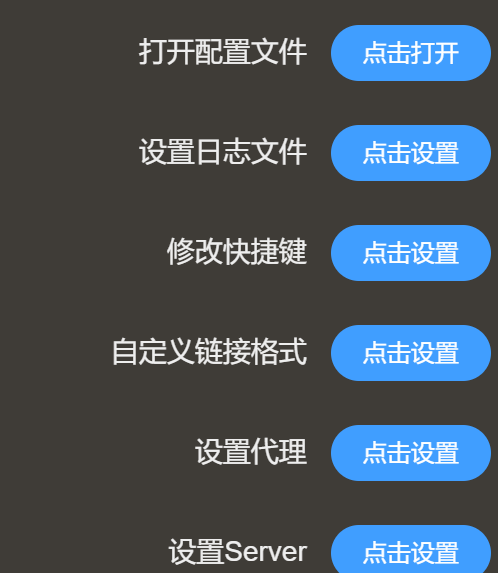 打开配置文件 点击打开
设置日志文件 点击设置
修改快捷键 点击设置
自定义链接格式 点击设置
设置代理 点击设置
设置Server 点击设置